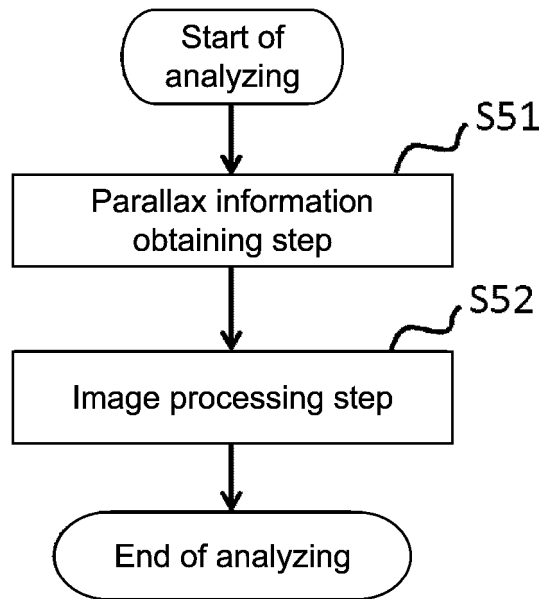 Start of
analyzing
S51
Parallax information
obtaining step
S52
Image processing step
End of analyzing